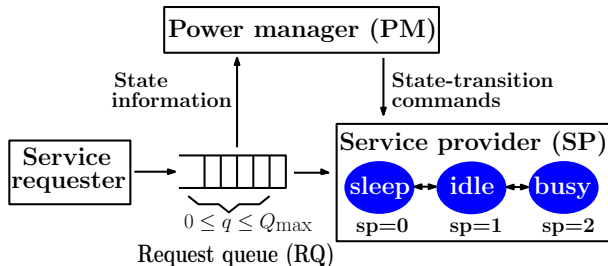 Power manager (PM)
State
information
State-transition
commands
Service
requester
Service provider (SP)
sleep idle busy
sp=0 sp=1 sp=2
0 ≤ q ≤ Qmax
Request queue (RQ)